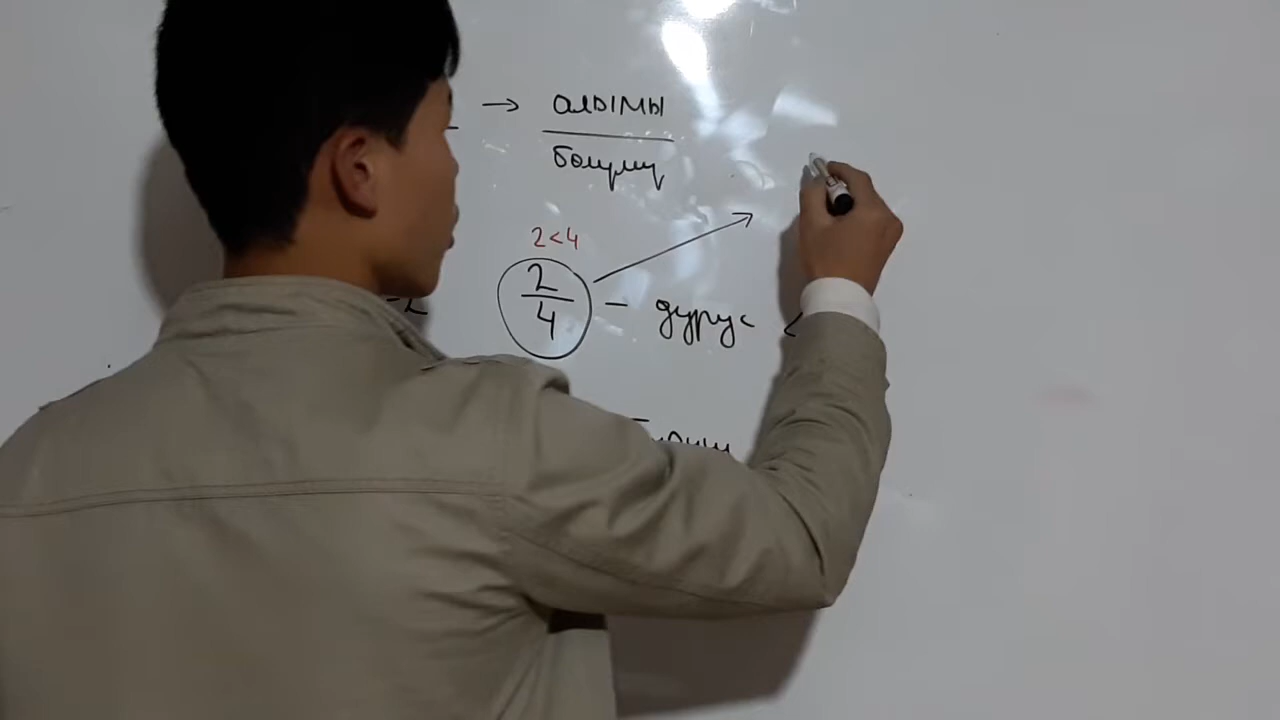 → алымы
бөлүмү
2<4
2
4
– дурус